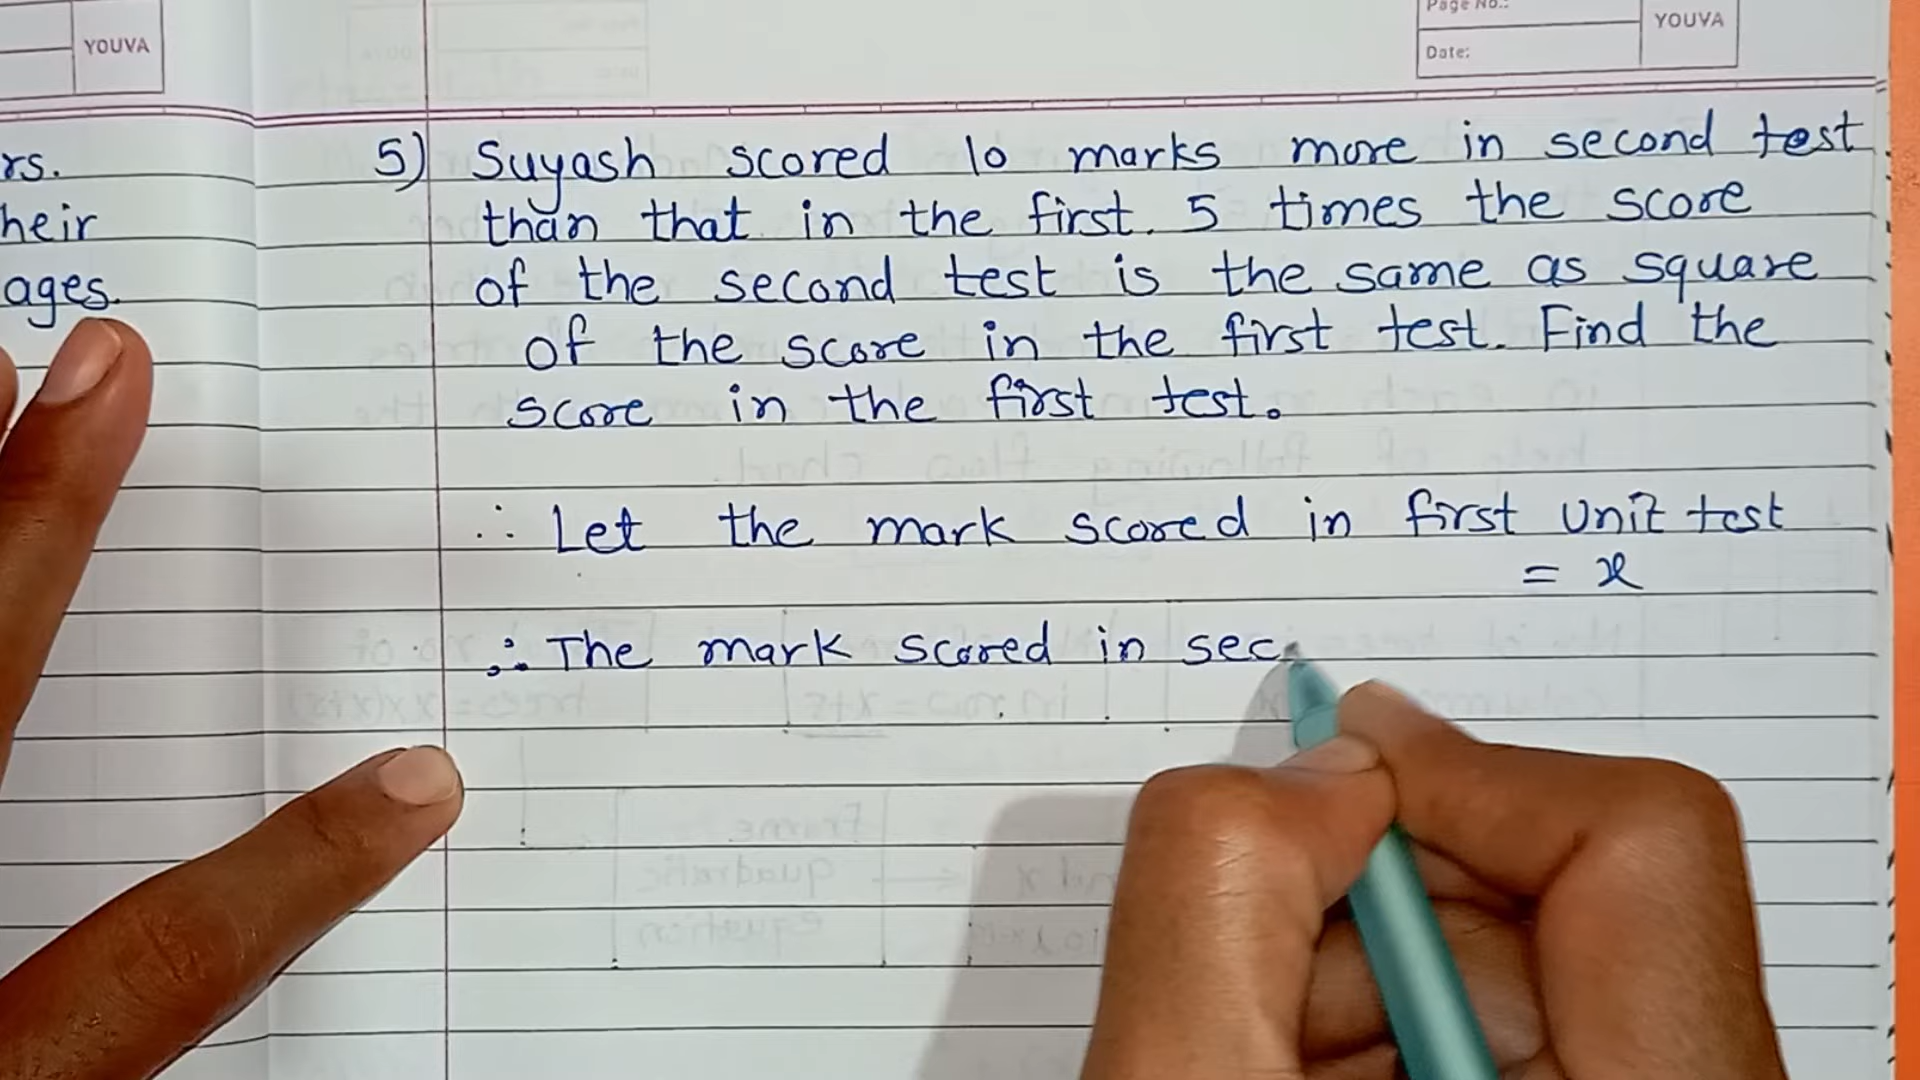 YOUVA
Page No.:
Date:
YOUVA
rs.
heir
ages.
5) Suyash scored 10 marks more in second test
than that in the first. 5 times the score
of the second test is the same as square
of the score in the first test. Find the
score in the first test.
∴ Let the mark scored in first unit test
= x
∴ The mark scored in sec